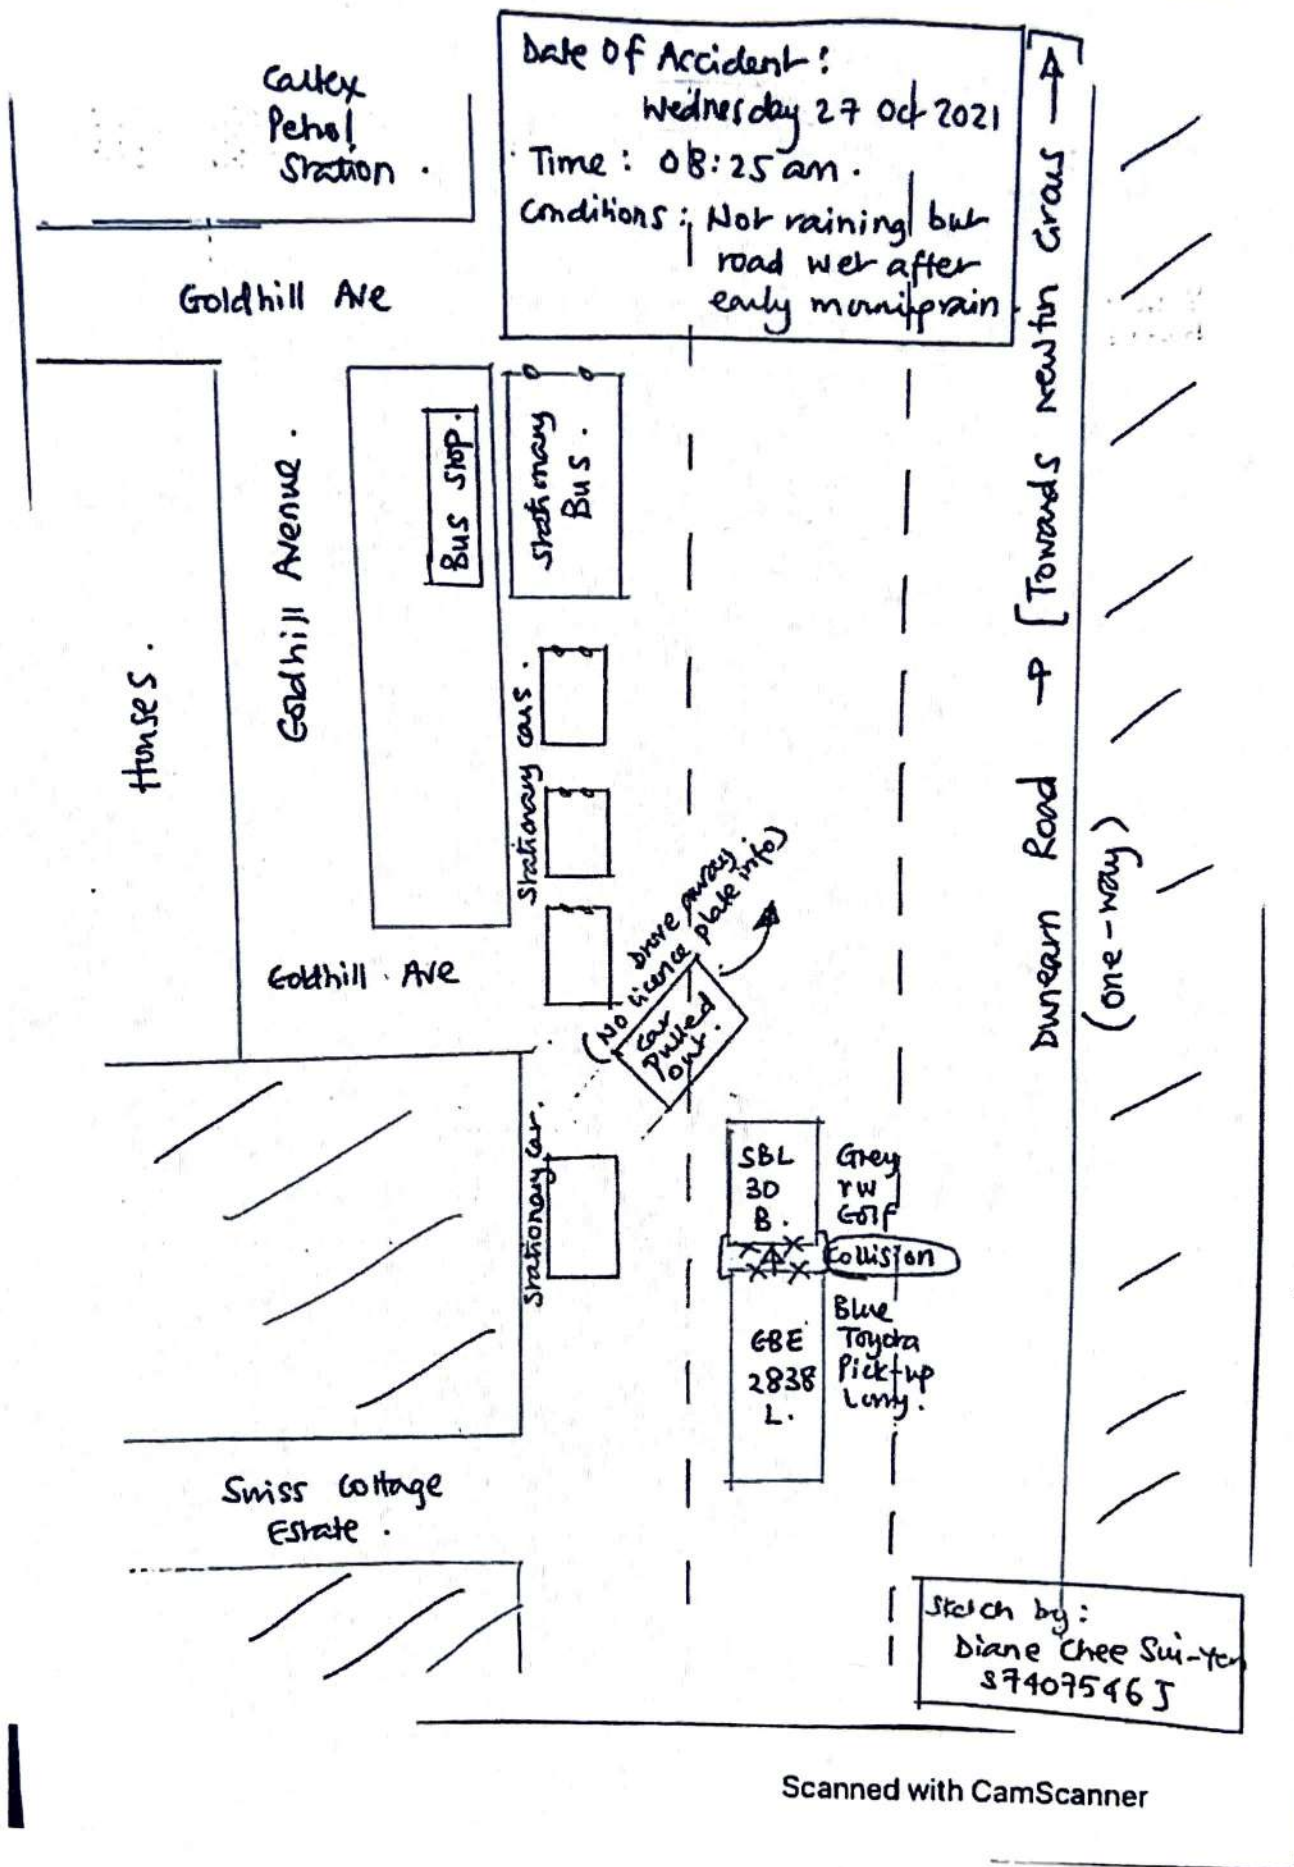 Caltex
Petrol
Station.
Date Of Accident:
Wednesday 27 Oct 2021
Time: 08:25 am.
Conditions: Not raining but
road wet after
early morning rain.
Goldhill Ave
Goldhill Avenue.
Houses.
Bus Stop.
Stationary
Bus.
Stationary cars.
Goldhill Ave
Drove away.
(No licence plate info)
Car
pulled
out.
Dunearn Road → [Towards Newton Circus →]
(one-way)
Stationary car.
SBL
30
B.
Grey
VW
Golf
Collision
GBE
2838
L.
Blue
Toyota
Pick-up
Lorry.
Swiss Cottage
Estate.
Sketch by:
Diane Chee Sui-Yen
S7407546J
Scanned with CamScanner